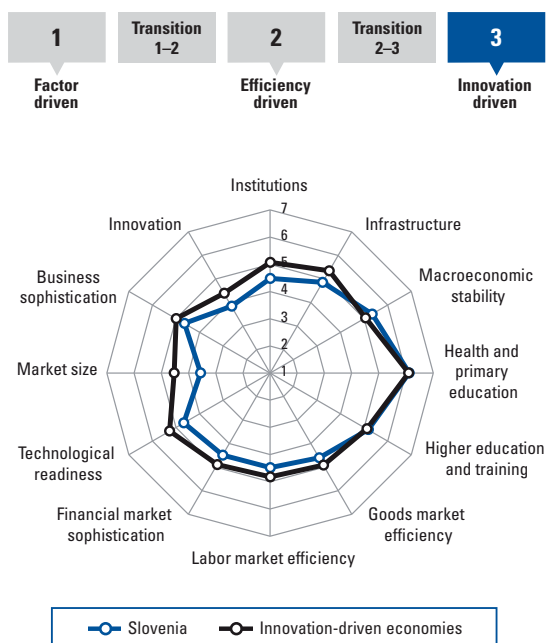 1
Transition
1–2
2
Transition
2–3
3
Factor
driven
Efficiency
driven
Innovation
driven
Institutions
7
Innovation
Infrastructure
6
5
Business
sophistication
Macroeconomic
stability
4
3
2
Market size
1
Health and
primary
education
Technological
readiness
Higher education
and training
Financial market
sophistication
Goods market
efficiency
Labor market efficiency
Slovenia
Innovation-driven economies